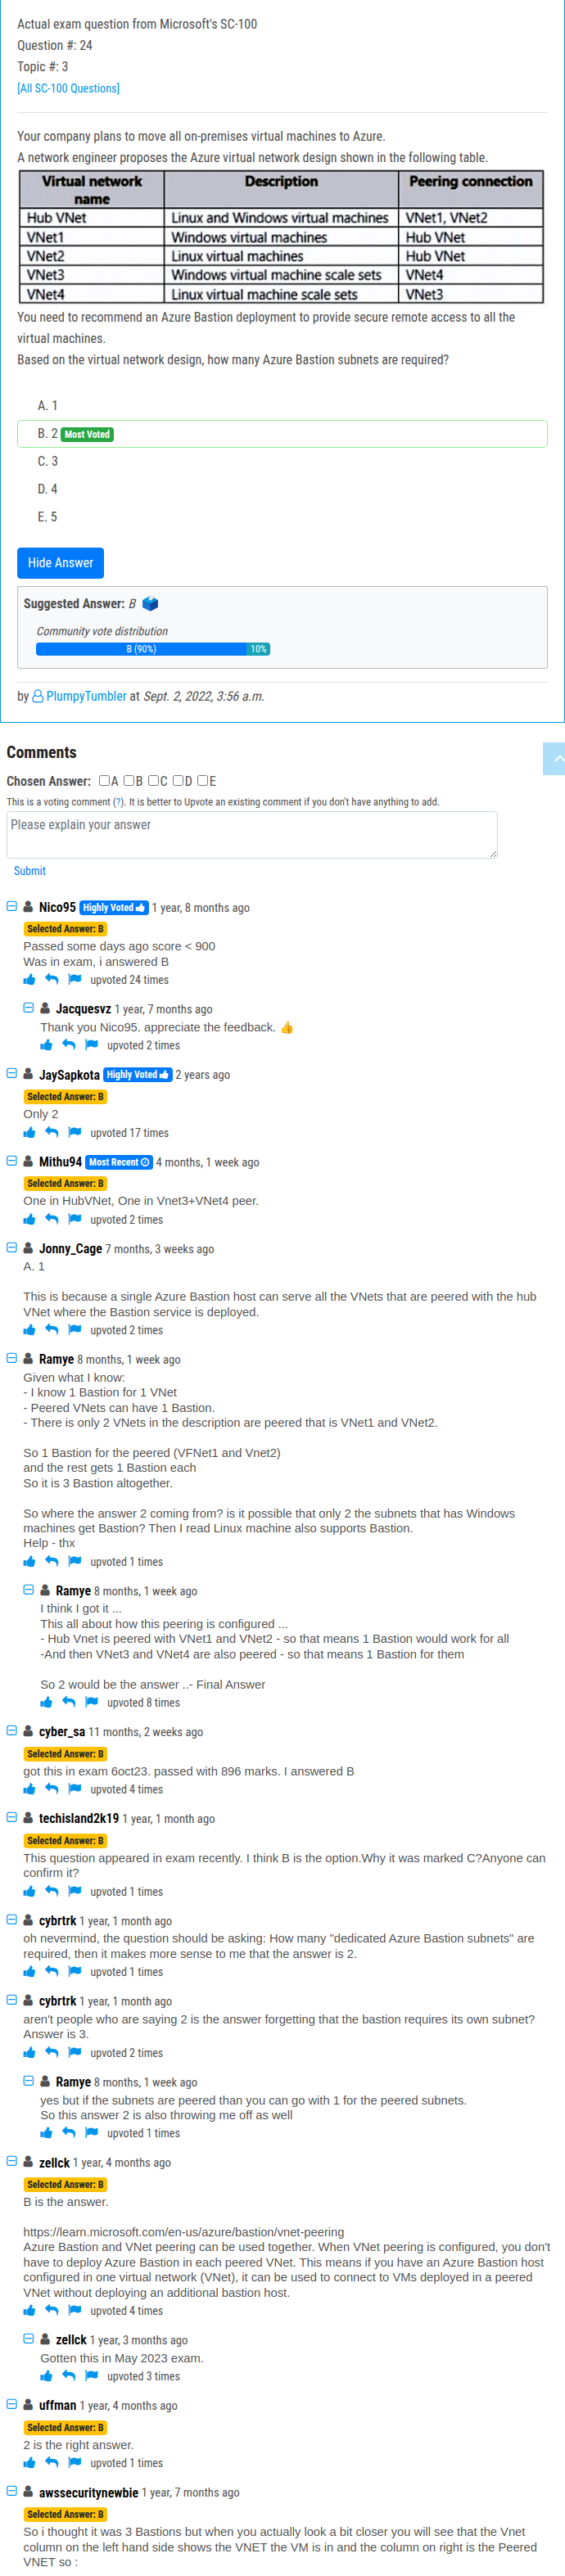 Actual exam question from Microsoft's SC-100
Question #: 24
Topic #: 3
[All SC-100 Questions]
Your company plans to move all on-premises virtual machines to Azure.
A network engineer proposes the Azure virtual network design shown in the following table.
Virtual network name | Description | Peering connection
Hub VNet | Linux and Windows virtual machines | VNet1, VNet2
VNet1 | Windows virtual machines | Hub VNet
VNet2 | Linux virtual machines | Hub VNet
VNet3 | Windows virtual machine scale sets | VNet4
VNet4 | Linux virtual machine scale sets | VNet3
You need to recommend an Azure Bastion deployment to provide secure remote access to all the
virtual machines.
Based on the virtual network design, how many Azure Bastion subnets are required?
A. 1
B. 2 Most Voted
C. 3
D. 4
E. 5
Hide Answer
Suggested Answer: B
Community vote distribution
B (90%) 10%
by PlumpyTumbler at Sept. 2, 2022, 3:56 a.m.
Comments
Chosen Answer: A B C D E
This is a voting comment (?). It is better to Upvote an existing comment if you don't have anything to add.
Please explain your answer
Submit
Nico95 Highly Voted 1 year, 8 months ago
Selected Answer: B
Passed some days ago score < 900
Was in exam, i answered B
upvoted 24 times
Jacquesvz 1 year, 7 months ago
Thank you Nico95. appreciate the feedback. 👍
upvoted 2 times
JaySapkota Highly Voted 2 years ago
Selected Answer: B
Only 2
upvoted 17 times
Mithu94 Most Recent 4 months, 1 week ago
Selected Answer: B
One in HubVNet, One in Vnet3+VNet4 peer.
upvoted 2 times
Jonny_Cage 7 months, 3 weeks ago
A. 1
This is because a single Azure Bastion host can serve all the VNets that are peered with the hub
VNet where the Bastion service is deployed.
upvoted 2 times
Ramye 8 months, 1 week ago
Given what I know:
- I know 1 Bastion for 1 VNet
- Peered VNets can have 1 Bastion.
- There is only 2 VNets in the description are peered that is VNet1 and VNet2.
So 1 Bastion for the peered (VFNet1 and Vnet2)
and the rest gets 1 Bastion each
So it is 3 Bastion altogether.
So where the answer 2 coming from? is it possible that only 2 the subnets that has Windows
machines get Bastion? Then I read Linux machine also supports Bastion.
Help - thx
upvoted 1 times
Ramye 8 months, 1 week ago
I think I got it ...
This all about how this peering is configured ...
- Hub Vnet is peered with VNet1 and VNet2 - so that means 1 Bastion would work for all
-And then VNet3 and VNet4 are also peered - so that means 1 Bastion for them
So 2 would be the answer ..- Final Answer
upvoted 8 times
cyber_sa 11 months, 2 weeks ago
Selected Answer: B
got this in exam 6oct23. passed with 896 marks. I answered B
upvoted 4 times
techisland2k19 1 year, 1 month ago
Selected Answer: B
This question appeared in exam recently. I think B is the option.Why it was marked C?Anyone can
confirm it?
upvoted 1 times
cybrtrk 1 year, 1 month ago
oh nevermind, the question should be asking: How many "dedicated Azure Bastion subnets" are
required, then it makes more sense to me that the answer is 2.
upvoted 1 times
cybrtrk 1 year, 1 month ago
aren't people who are saying 2 is the answer forgetting that the bastion requires its own subnet?
Answer is 3.
upvoted 2 times
Ramye 8 months, 1 week ago
yes but if the subnets are peered than you can go with 1 for the peered subnets.
So this answer 2 is also throwing me off as well
upvoted 1 times
zellck 1 year, 4 months ago
Selected Answer: B
B is the answer.
https://learn.microsoft.com/en-us/azure/bastion/vnet-peering
Azure Bastion and VNet peering can be used together. When VNet peering is configured, you don't
have to deploy Azure Bastion in each peered VNet. This means if you have an Azure Bastion host
configured in one virtual network (VNet), it can be used to connect to VMs deployed in a peered
VNet without deploying an additional bastion host.
upvoted 4 times
zellck 1 year, 3 months ago
Gotten this in May 2023 exam.
upvoted 3 times
uffman 1 year, 4 months ago
Selected Answer: B
2 is the right answer.
upvoted 1 times
awssecuritynewbie 1 year, 7 months ago
Selected Answer: B
So i thought it was 3 Bastions but when you actually look a bit closer you will see that the Vnet
column on the left hand side shows the VNET the VM is in and the column on right is the Peered
VNET so :